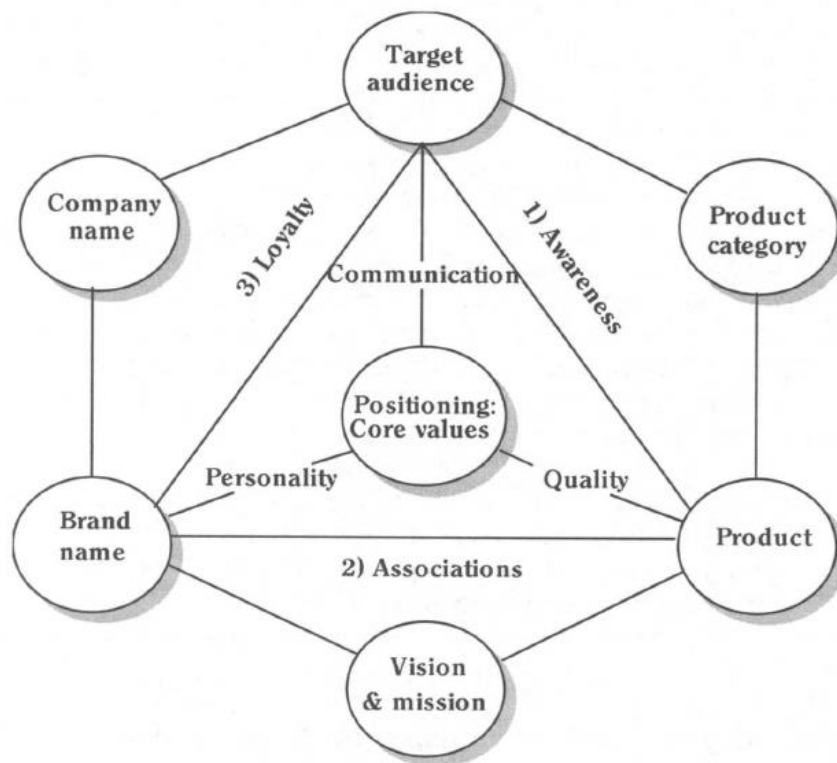 Target
audience
Company
name
Product
category
3) Loyalty
1) Awareness
Communication
Positioning:
Core values
Personality
Quality
Brand
name
Product
2) Associations
Vision
& mission